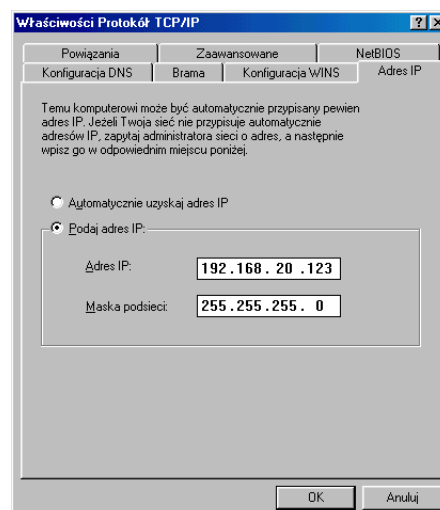 Właściwości Protokół TCP/IP
Powiązania Zaawansowane NetBIOS
Konfiguracja DNS Brama Konfiguracja WINS Adres IP
Temu komputerowi może być automatycznie przypisany pewien
adres IP. Jeżeli Twoja sieć nie przypisuje automatycznie
adresów IP, zapytaj administratora sieci o adres, a następnie
wpisz go w odpowiednim miejscu poniżej.
Automatycznie uzyskaj adres IP
Podaj adres IP:
Adres IP: 192.168. 20 .123
Maska podsieci: 255.255.255. 0
OK Anuluj